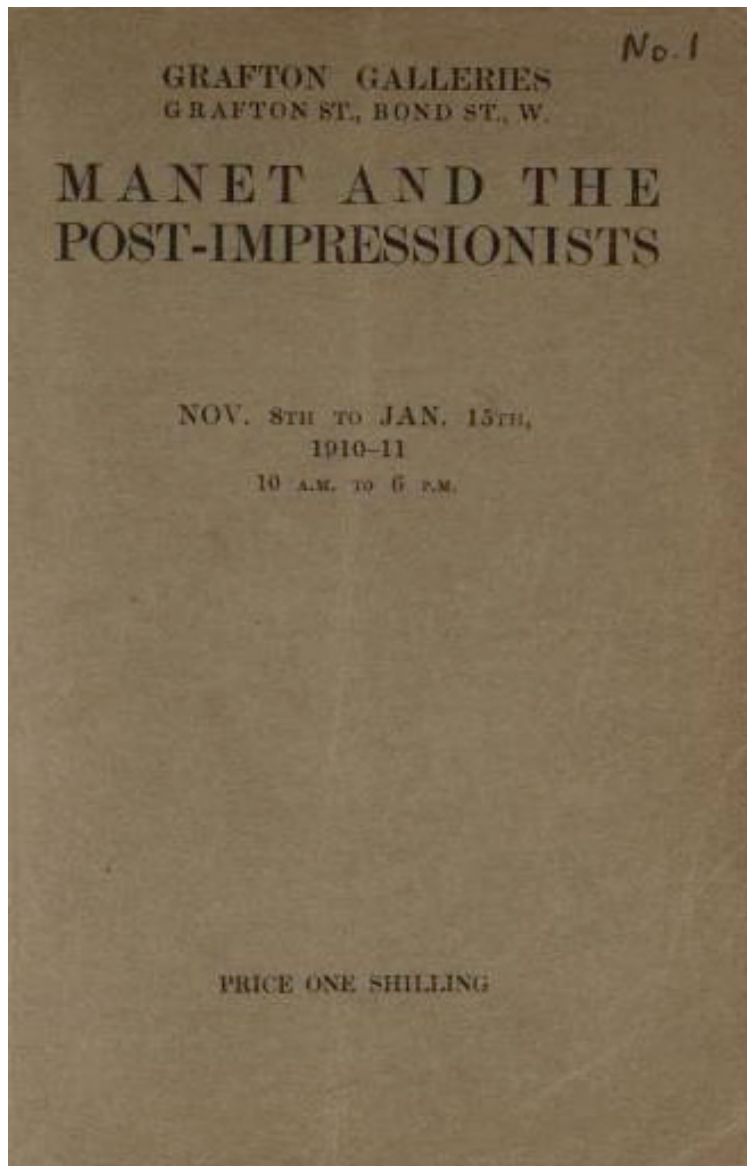 No. 1
GRAFTON GALLERIES
GRAFTON ST., BOND ST., W.
MANET AND THE
POST-IMPRESSIONISTS
NOV. 8TH TO JAN. 15TH,
1910–11
10 A.M. TO 6 P.M.
PRICE ONE SHILLING